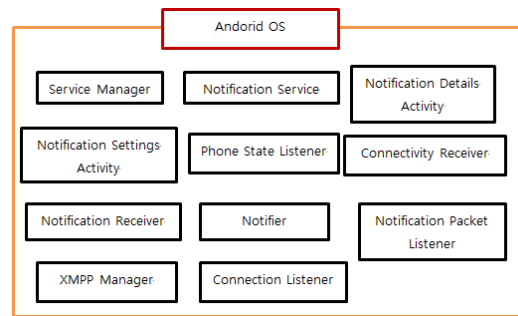 Andorid OS
Service Manager
Notification Service
Notification Details
Activity
Notification Settings
Activity
Phone State Listener
Connectivity Receiver
Notification Receiver
Notifier
Notification Packet
Listener
XMPP Manager
Connection Listener